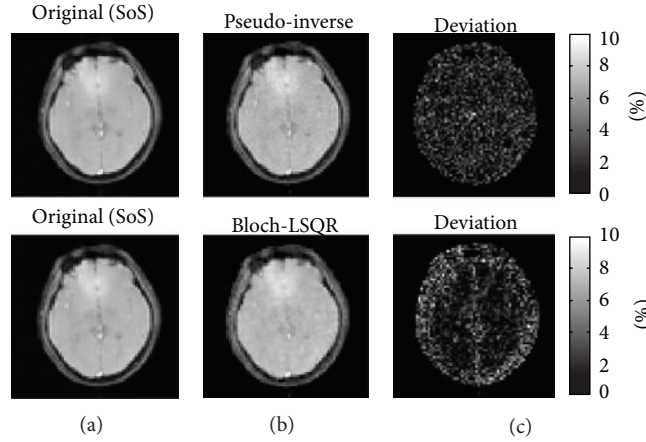 Original (SoS)
Pseudo-inverse
Deviation
10
8
6
4
2
0
(%)
Original (SoS)
Bloch-LSQR
Deviation
10
8
6
4
2
0
(%)
(a)
(b)
(c)